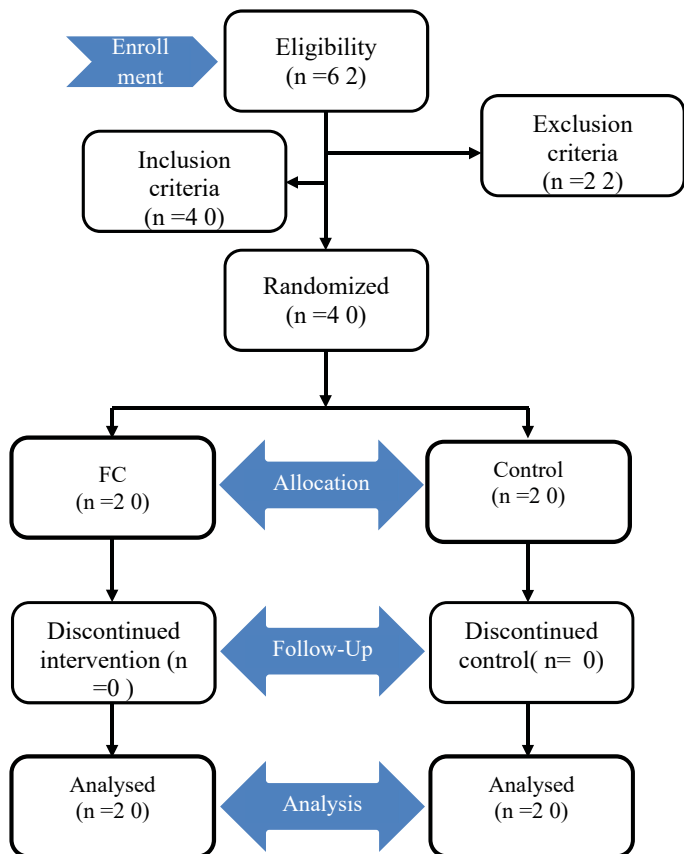 Enroll
ment
Eligibility
(n =6 2)
Exclusion
criteria
(n =2 2)
Inclusion
criteria
(n =4 0)
Randomized
(n =4 0)
FC
(n =2 0)
Allocation
Control
(n =2 0)
Discontinued
intervention (n
=0 )
Follow-Up
Discontinued
control( n=  0)
Analysed
(n =2 0)
Analysis
Analysed
(n =2 0)